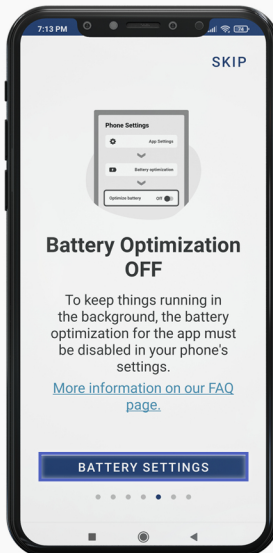 7:13 PM
SKIP
Phone Settings
App Settings
Battery optimization
Optimize battery Off
Battery Optimization
OFF
To keep things running in
the background, the battery
optimization for the app must
be disabled in your phone's
settings.
More information on our FAQ
page.
BATTERY SETTINGS